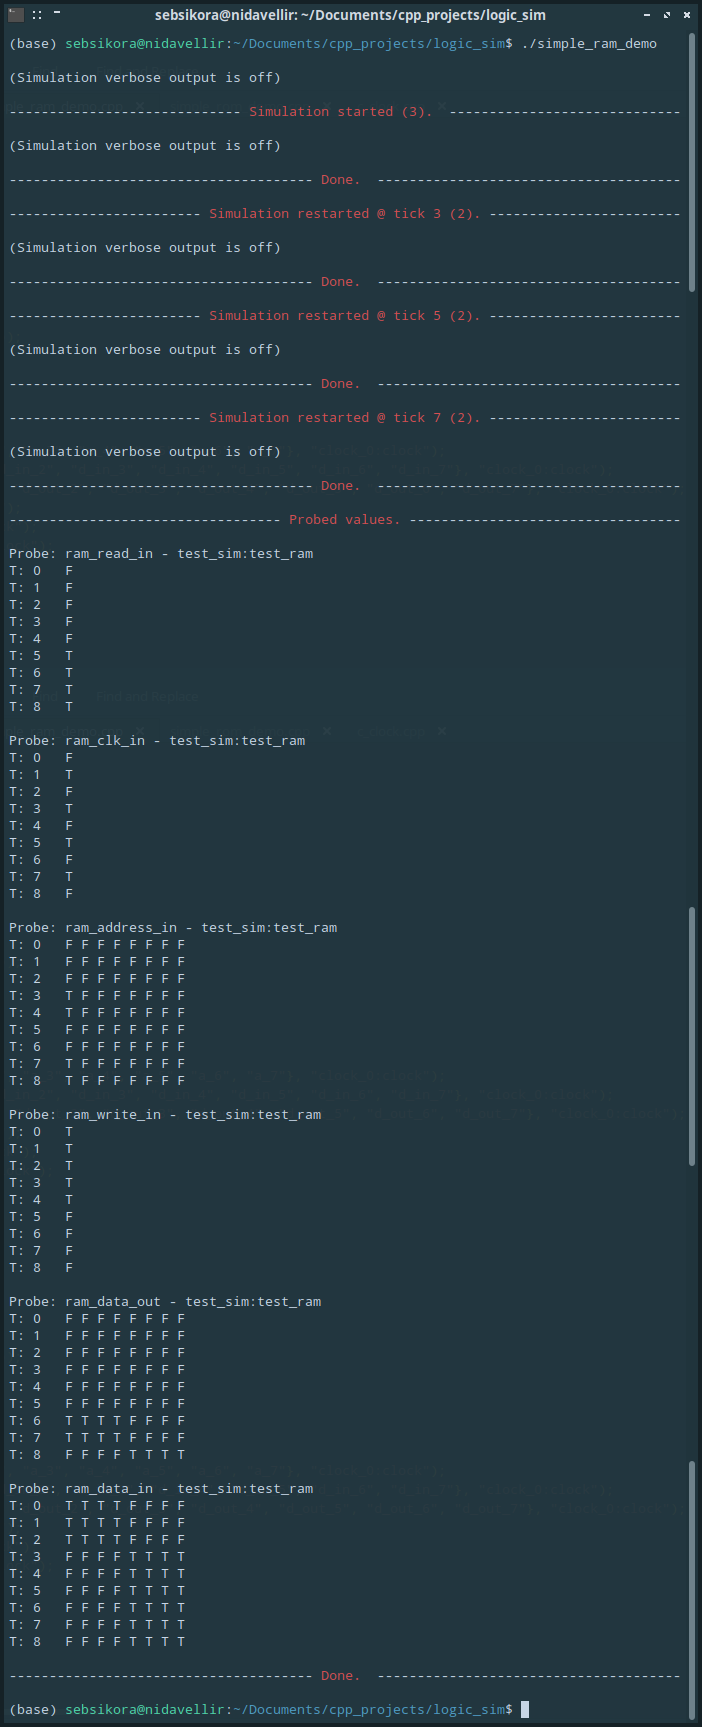 sebsikora@nidavellir: ~/Documents/cpp_projects/logic_sim
(base) sebsikora@nidavellir:~/Documents/cpp_projects/logic_sim$ ./simple_ram_demo
(Simulation verbose output is off)
----------------------------- Simulation started (3). -----------------------------
(Simulation verbose output is off)
-------------------------------------- Done.  --------------------------------------
------------------------ Simulation restarted @ tick 3 (2). ------------------------
(Simulation verbose output is off)
-------------------------------------- Done.  --------------------------------------
------------------------ Simulation restarted @ tick 5 (2). ------------------------
(Simulation verbose output is off)
-------------------------------------- Done.  --------------------------------------
------------------------ Simulation restarted @ tick 7 (2). ------------------------
(Simulation verbose output is off)
-------------------------------------- Done.  --------------------------------------
---------------------------------- Probed values. ----------------------------------
Probe: ram_read_in - test_sim:test_ram
T: 0   F
T: 1   F
T: 2   F
T: 3   F
T: 4   F
T: 5   T
T: 6   T
T: 7   T
T: 8   T
Probe: ram_clk_in - test_sim:test_ram
T: 0   F
T: 1   T
T: 2   F
T: 3   T
T: 4   F
T: 5   T
T: 6   F
T: 7   T
T: 8   F
Probe: ram_address_in - test_sim:test_ram
T: 0   F F F F F F F F
T: 1   F F F F F F F F
T: 2   F F F F F F F F
T: 3   T F F F F F F F
T: 4   T F F F F F F F
T: 5   F F F F F F F F
T: 6   F F F F F F F F
T: 7   T F F F F F F F
T: 8   T F F F F F F F
Probe: ram_write_in - test_sim:test_ram
T: 0   T
T: 1   T
T: 2   T
T: 3   T
T: 4   T
T: 5   F
T: 6   F
T: 7   F
T: 8   F
Probe: ram_data_out - test_sim:test_ram
T: 0   F F F F F F F F
T: 1   F F F F F F F F
T: 2   F F F F F F F F
T: 3   F F F F F F F F
T: 4   F F F F F F F F
T: 5   F F F F F F F F
T: 6   T T T T F F F F
T: 7   T T T T F F F F
T: 8   F F F F T T T T
Probe: ram_data_in - test_sim:test_ram
T: 0   T T T T F F F F
T: 1   T T T T F F F F
T: 2   T T T T F F F F
T: 3   F F F F T T T T
T: 4   F F F F T T T T
T: 5   F F F F T T T T
T: 6   F F F F T T T T
T: 7   F F F F T T T T
T: 8   F F F F T T T T
-------------------------------------- Done.  --------------------------------------
(base) sebsikora@nidavellir:~/Documents/cpp_projects/logic_sim$